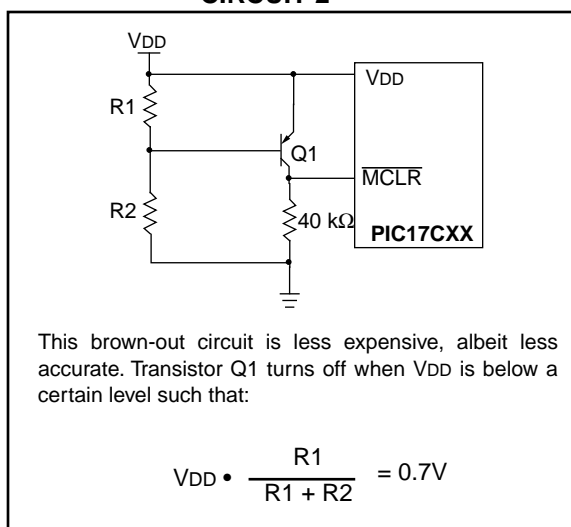 CIRCUIT 2
VDD
VDD
R1
Q1
MCLR
R2
40 kΩ
PIC17CXX
This brown-out circuit is less expensive, albeit less
accurate. Transistor Q1 turns off when VDD is below a
certain level such that:
VDD • R1 / R1 + R2 = 0.7V